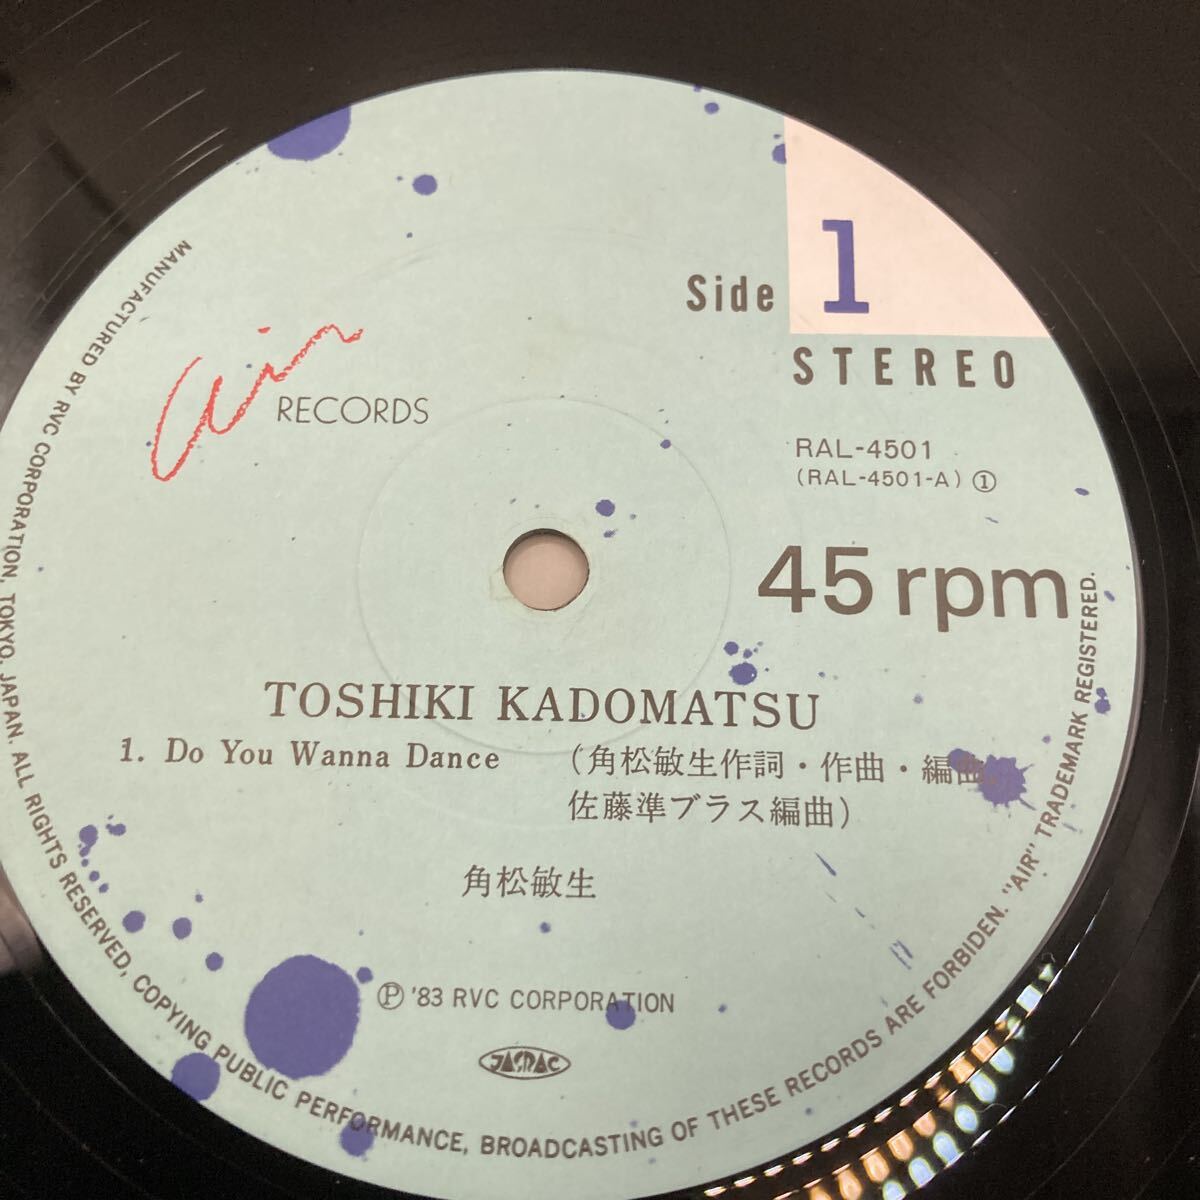 air
RECORDS
Side 1
STEREO
RAL-4501
(RAL-4501-A) ①
45 rpm
TOSHIKI KADOMATSU
1. Do You Wanna Dance (角松敏生作詞・作曲・編曲,
佐藤準ブラス編曲)
角松敏生
Ⓟ '83 RVC CORPORATION
JASRAC
MANUFACTURED BY RVC CORPORATION, TOKYO, JAPAN. ALL RIGHTS RESERVED, COPYING PUBLIC PERFORMANCE, BROADCASTING OF THESE RECORDS ARE FORBIDDEN. "AIR" TRADEMARK REGISTERED.